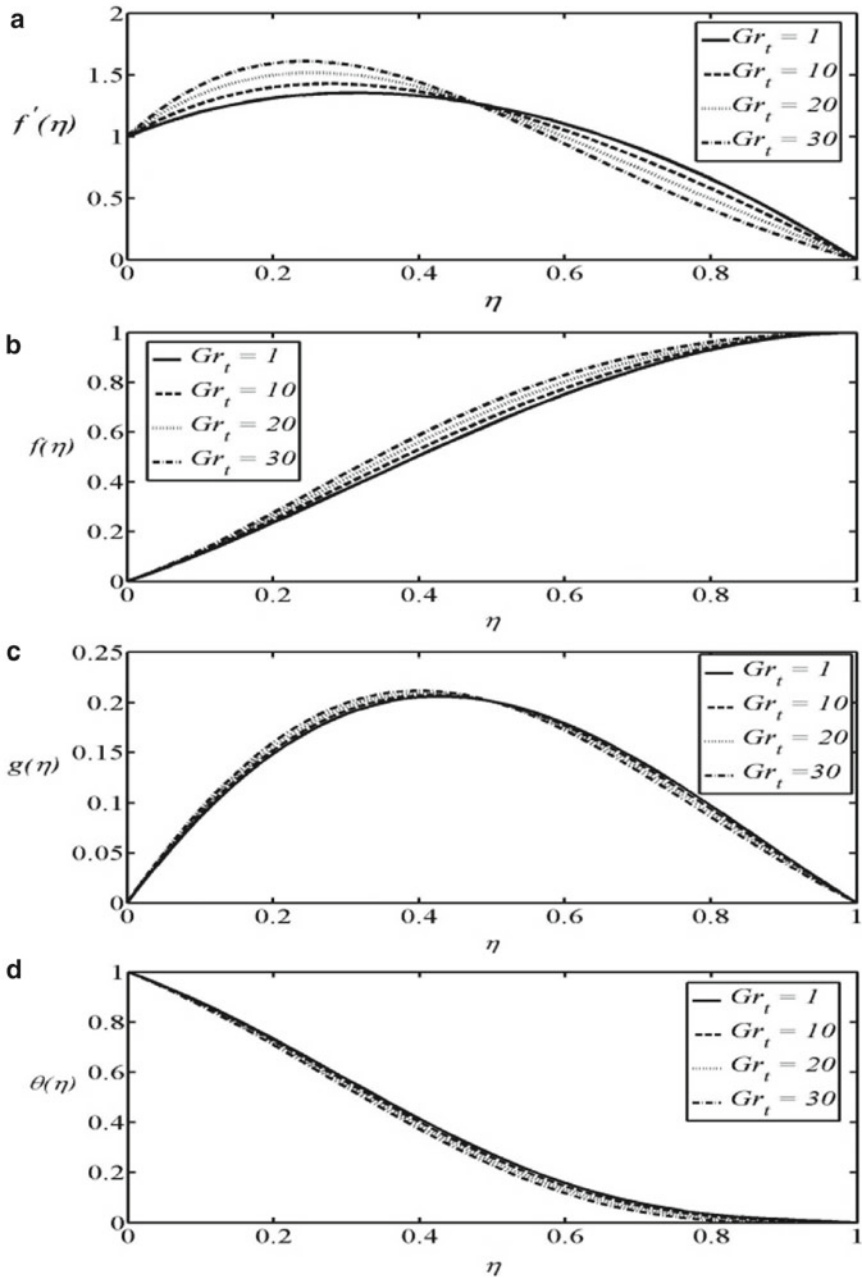 a
2
1.5
1
0.5
0
f'(η)
0 0.2 0.4 0.6 0.8 1
η
Gr_t = 1
Gr_t = 10
Gr_t = 20
Gr_t = 30
b
1
0.8
0.6
0.4
0.2
0
f(η)
0 0.2 0.4 0.6 0.8 1
η
Gr_t = 1
Gr_t = 10
Gr_t = 20
Gr_t = 30
c
0.25
0.2
0.15
0.1
0.05
0
g(η)
0 0.2 0.4 0.6 0.8 1
η
Gr_t = 1
Gr_t = 10
Gr_t = 20
Gr_t =30
d
1
0.8
0.6
0.4
0.2
0
θ(η)
0 0.2 0.4 0.6 0.8 1
η
Gr_t = 1
Gr_t = 10
Gr_t = 20
Gr_t = 30